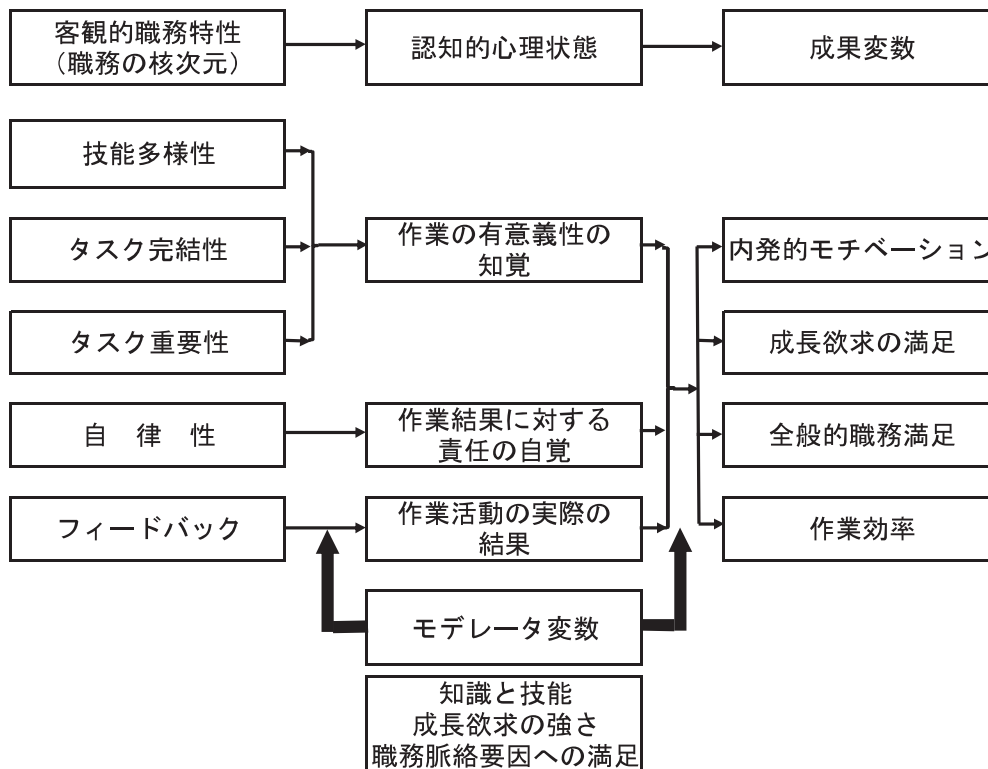 客観的職務特性
（職務の核次元）
認知的心理状態
成果変数
技能多様性
タスク完結性
作業の有意義性の
知覚
内発的モチベーション
タスク重要性
成長欲求の満足
自　律　性
作業結果に対する
責任の自覚
全般的職務満足
フィードバック
作業活動の実際の
結果
作業効率
モデレータ変数
知識と技能
成長欲求の強さ
職務脈絡要因への満足